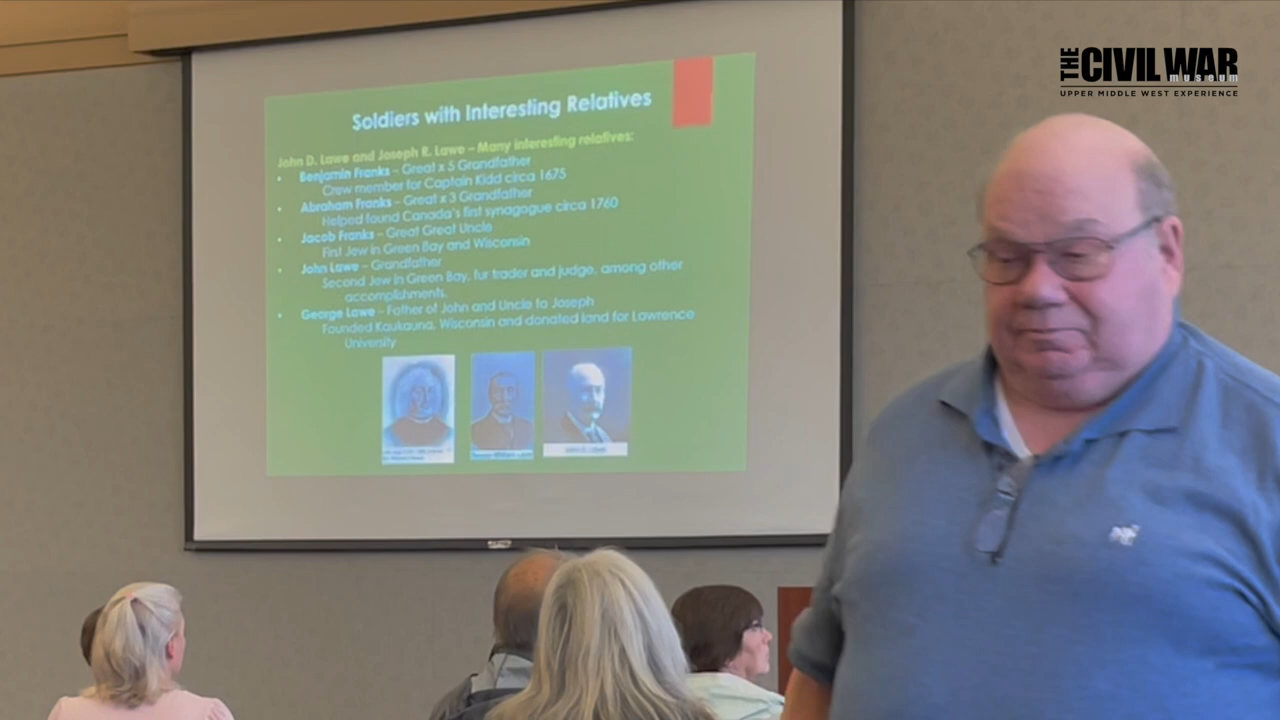 THE CIVIL WAR
museum
UPPER MIDDLE WEST EXPERIENCE
Soldiers with Interesting Relatives
John D. Lawe and Joseph R. Lawe – Many interesting relatives:
• Benjamin Franks – Great x 5 Grandfather
Crew member for Captain Kidd circa 1675
• Abraham Franks – Great x 3 Grandfather
Helped found Canada's first synagogue circa 1760
• Jacob Franks – Great Great Uncle
First Jew in Green Bay and Wisconsin
• John Lawe – Grandfather
Second Jew in Green Bay, fur trader and judge, among other
accomplishments.
• George Lawe – Father of John and Uncle to Joseph
Founded Kaukauna, Wisconsin and donated land for Lawrence
University